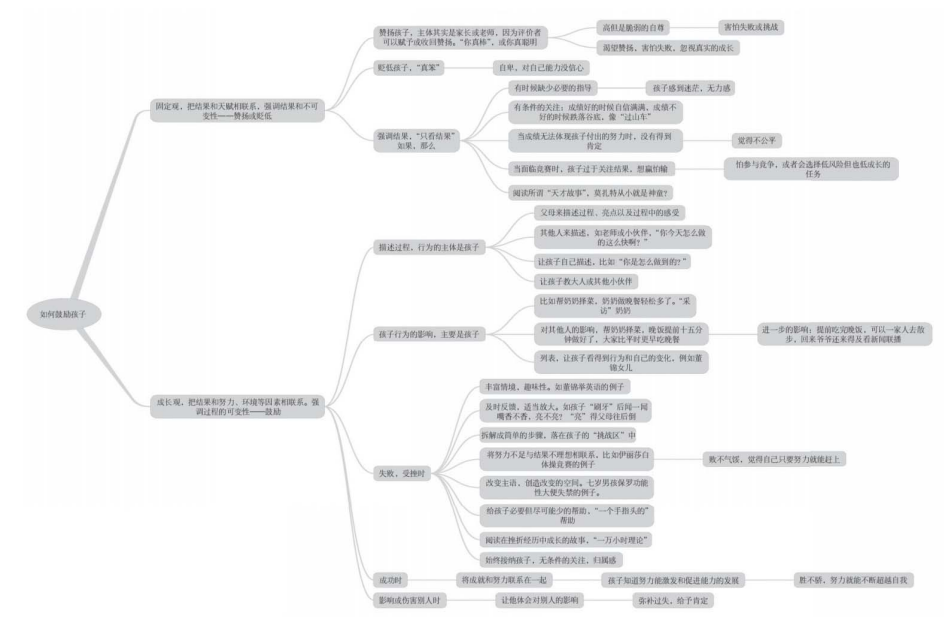 赞扬孩子，主体其实是家长或老师，因为评价者
可以赋予或收回赞扬。“你真棒”，或你真聪明
高但是脆弱的自尊
害怕失败或挑战
渴望赞扬，害怕失败，忽视真实的成长
贬低孩子，“真笨”
自卑，对自己能力没信心
固定观，把结果和天赋相联系，强调结果和不可
变性——赞扬或贬低
强调结果，“只看结果”
如果，那么
有时候缺少必要的指导
孩子感到迷茫，无力感
有条件的关注：成绩好的时候自信满满，成绩不
好的时候跌落谷底，像“过山车”
当成绩无法体现孩子付出的努力时，没有得到
肯定
觉得不公平
当面临竞赛时，孩子过于关注结果，想赢怕输
怕参与竞争，或者会选择低风险但也低成长的
任务
阅读所谓“天才故事”，莫扎特从小就是神童？
如何鼓励孩子
成长观，把结果和努力、环境等因素相联系。强
调过程的可变性——鼓励
描述过程，行为的主体是孩子
父母来描述过程、亮点以及过程中的感受
其他人来描述，如老师或小伙伴，“你今天怎么做
的这么快啊？”
让孩子自己描述，比如“你是怎么做到的？”
让孩子教大人或其他小伙伴
孩子行为的影响，主要是孩子
比如帮奶奶择菜，奶奶做晚餐轻松多了。“采
访”奶奶
对其他人的影响，帮奶奶择菜，晚饭提前十五分
钟做好了，大家比平时更早吃晚餐
进一步的影响：提前吃完晚饭，可以一家人去散
步，回来爷爷还来得及看新闻联播
列表，让孩子看得到行为和自己的变化，例如董
锦女儿
失败，受挫时
丰富情境，趣味性。如董锦举英语的例子
及时反馈，适当放大。如孩子“刷牙”后闻一闻
嘴香不香，亮不亮？“亮”得父母往后倒
拆解成简单的步骤，落在孩子的“挑战区”中
将努力不足与结果不理想相联系，比如伊丽莎白
体操竞赛的例子
败不气馁，觉得自己只要努力就能赶上
改变主语，创造改变的空间。七岁男孩保罗功能
性大便失禁的例子。
给孩子必要但尽可能少的帮助，“一个手指头的”
帮助
阅读在挫折经历中成长的故事，“一万小时理论”
始终接纳孩子，无条件的关注，归属感
成功时
将成就和努力联系在一起
孩子知道努力能激发和促进能力的发展
胜不骄，努力就能不断超越自我
影响或伤害别人时
让他体会对别人的影响
弥补过失，给予肯定